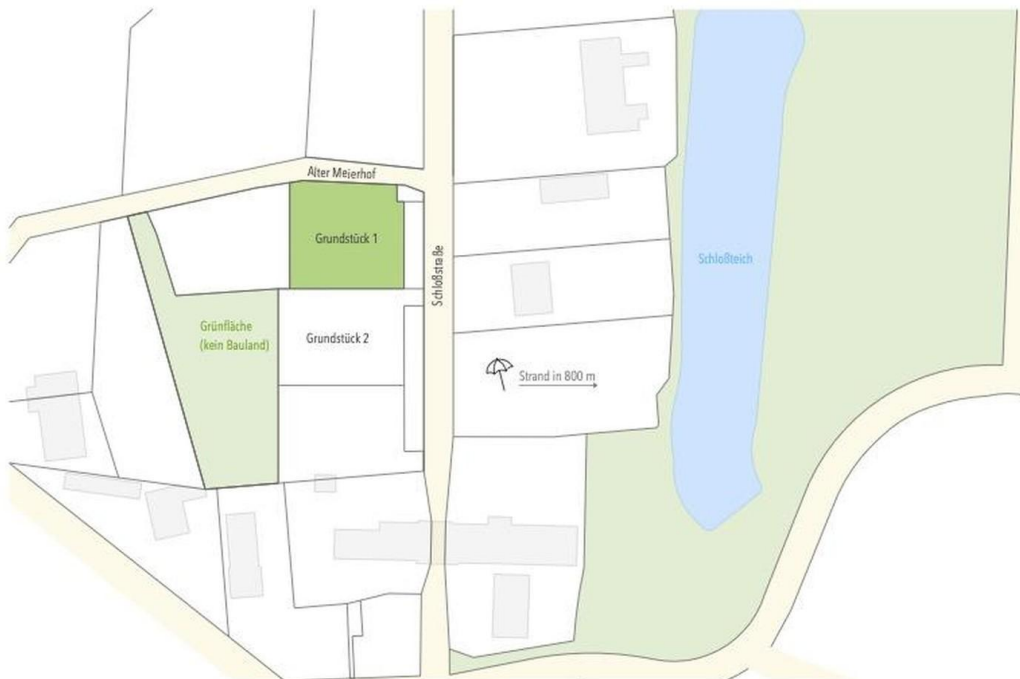 Alter Meierhof
Grundstück 1
Schloßstraße
Schloßteich
Grünfläche
(kein Bauland)
Grundstück 2
Strand in 800 m